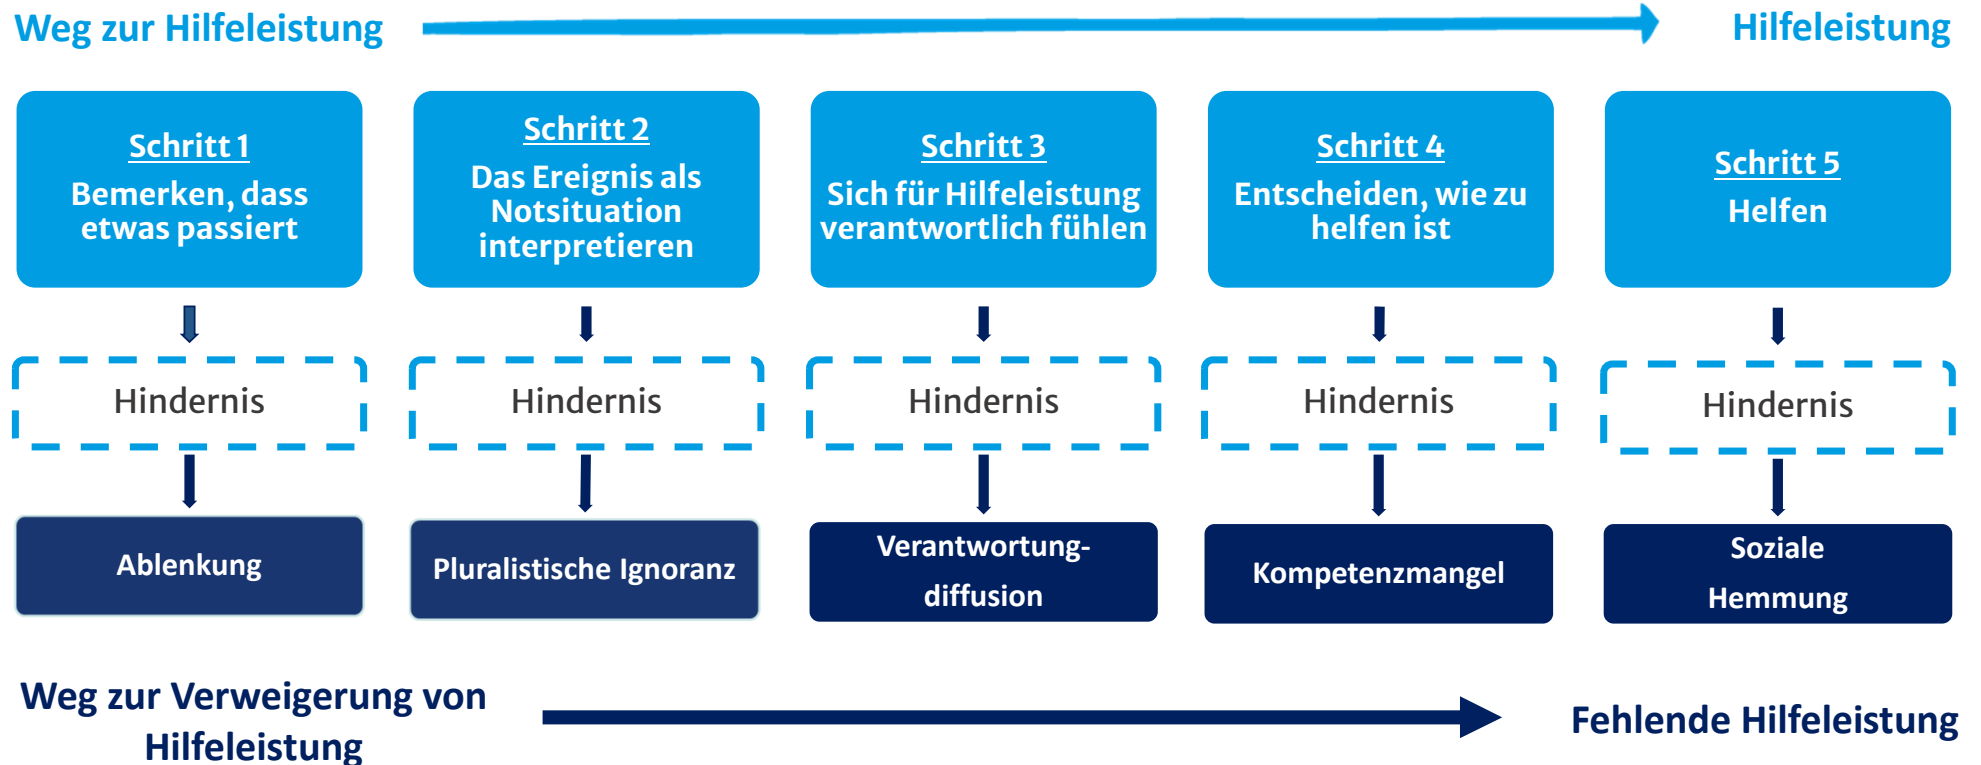 Weg zur Hilfeleistung
Hilfeleistung
Schritt 1
Bemerken, dass
etwas passiert
Schritt 2
Das Ereignis als
Notsituation
interpretieren
Schritt 3
Sich für Hilfeleistung
verantwortlich fühlen
Schritt 4
Entscheiden, wie zu
helfen ist
Schritt 5
Helfen
Hindernis
Hindernis
Hindernis
Hindernis
Hindernis
Ablenkung
Pluralistische Ignoranz
Verantwortung-
diffusion
Kompetenzmangel
Soziale
Hemmung
Weg zur Verweigerung von
Hilfeleistung
Fehlende Hilfeleistung